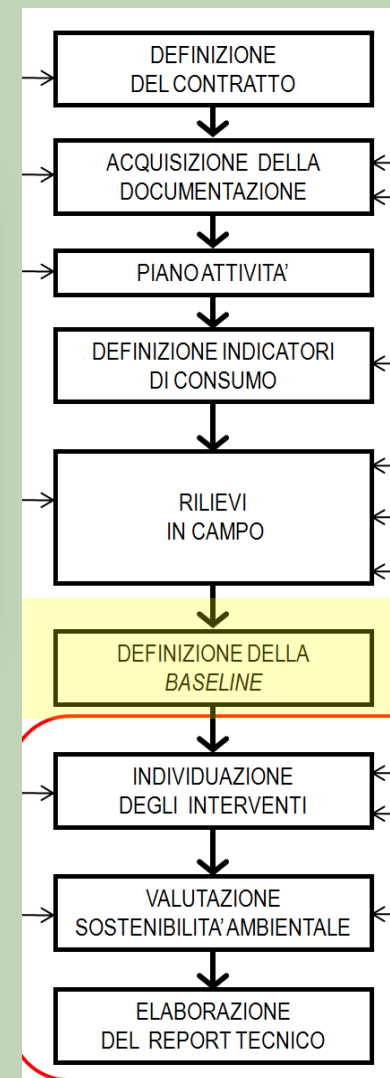 DEFINIZIONE
DEL CONTRATTO
ACQUISIZIONE DELLA
DOCUMENTAZIONE
PIANO ATTIVITA'
DEFINIZIONE INDICATORI
DI CONSUMO
RILIEVI
IN CAMPO
DEFINIZIONE DELLA
BASELINE
INDIVIDUAZIONE
DEGLI INTERVENTI
VALUTAZIONE
SOSTENIBILITA' AMBIENTALE
ELABORAZIONE
DEL REPORT TECNICO